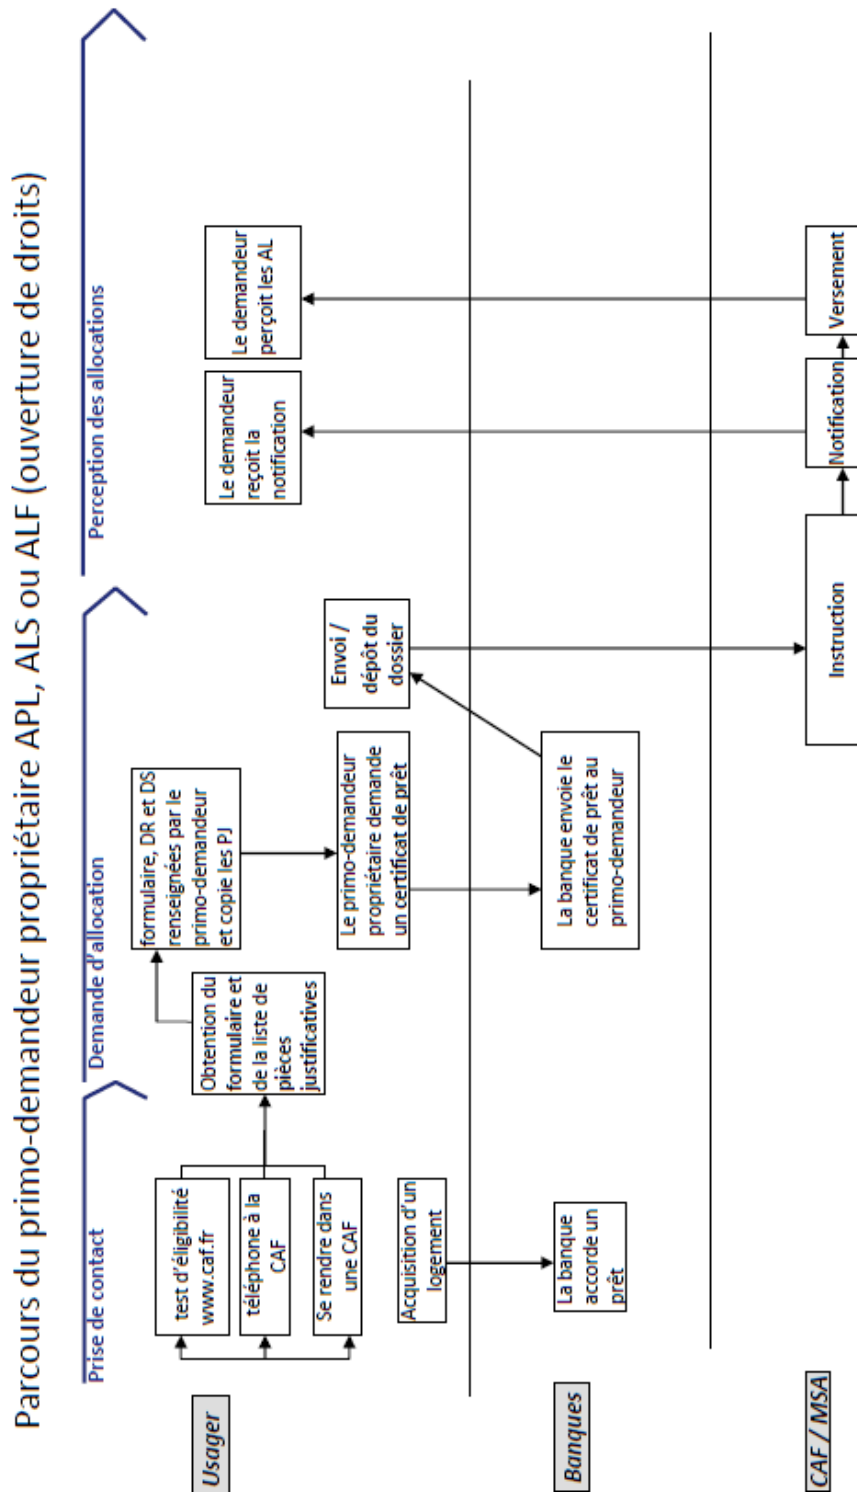 Parcours du primo-demandeur propriétaire APL, ALS ou ALF (ouverture de droits)
Prise de contact
Demande d'allocation
Perception des allocations
Usager
test d'éligibilité
www.caf.fr
téléphone à la
CAF
Se rendre dans
une CAF
Acquisition d'un
logement
Obtention du
formulaire et
de la liste de
pièces
justificatives
formulaire, DR et DS
renseignées par le
primo-demandeur
et copie les PJ
Le primo-demandeur
propriétaire demande
un certificat de prêt
Envoi /
dépôt du
dossier
Le demandeur
reçoit la
notification
Le demandeur
perçoit les AL
Banques
La banque
accorde un
prêt
La banque envoie le
certificat de prêt au
primo-demandeur
CAF / MSA
Instruction
Notification
Versement